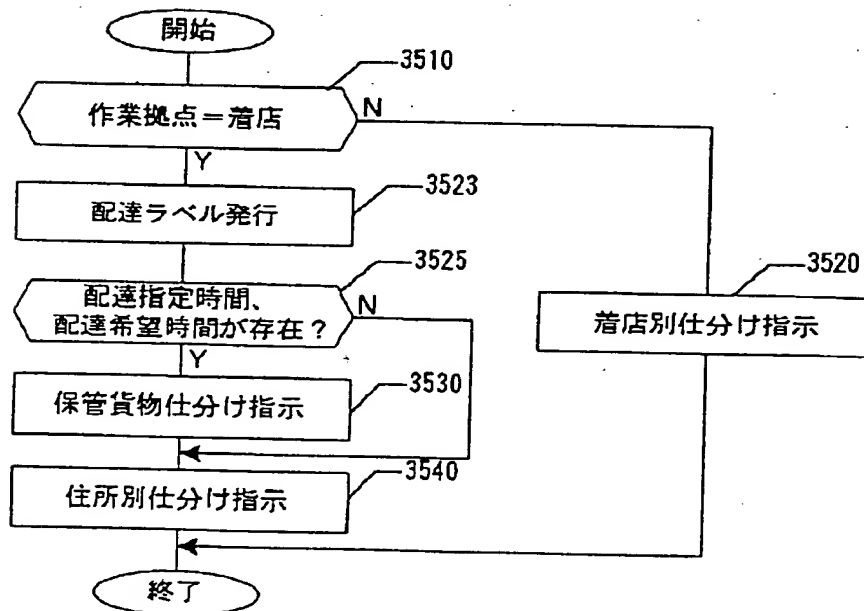 開始
3510
作業拠点＝着店
N
Y
3523
配達ラベル発行
3525
配達指定時間、
配達希望時間が存在？
N
Y
3520
着店別仕分け指示
3530
保管貨物仕分け指示
3540
住所別仕分け指示
終了